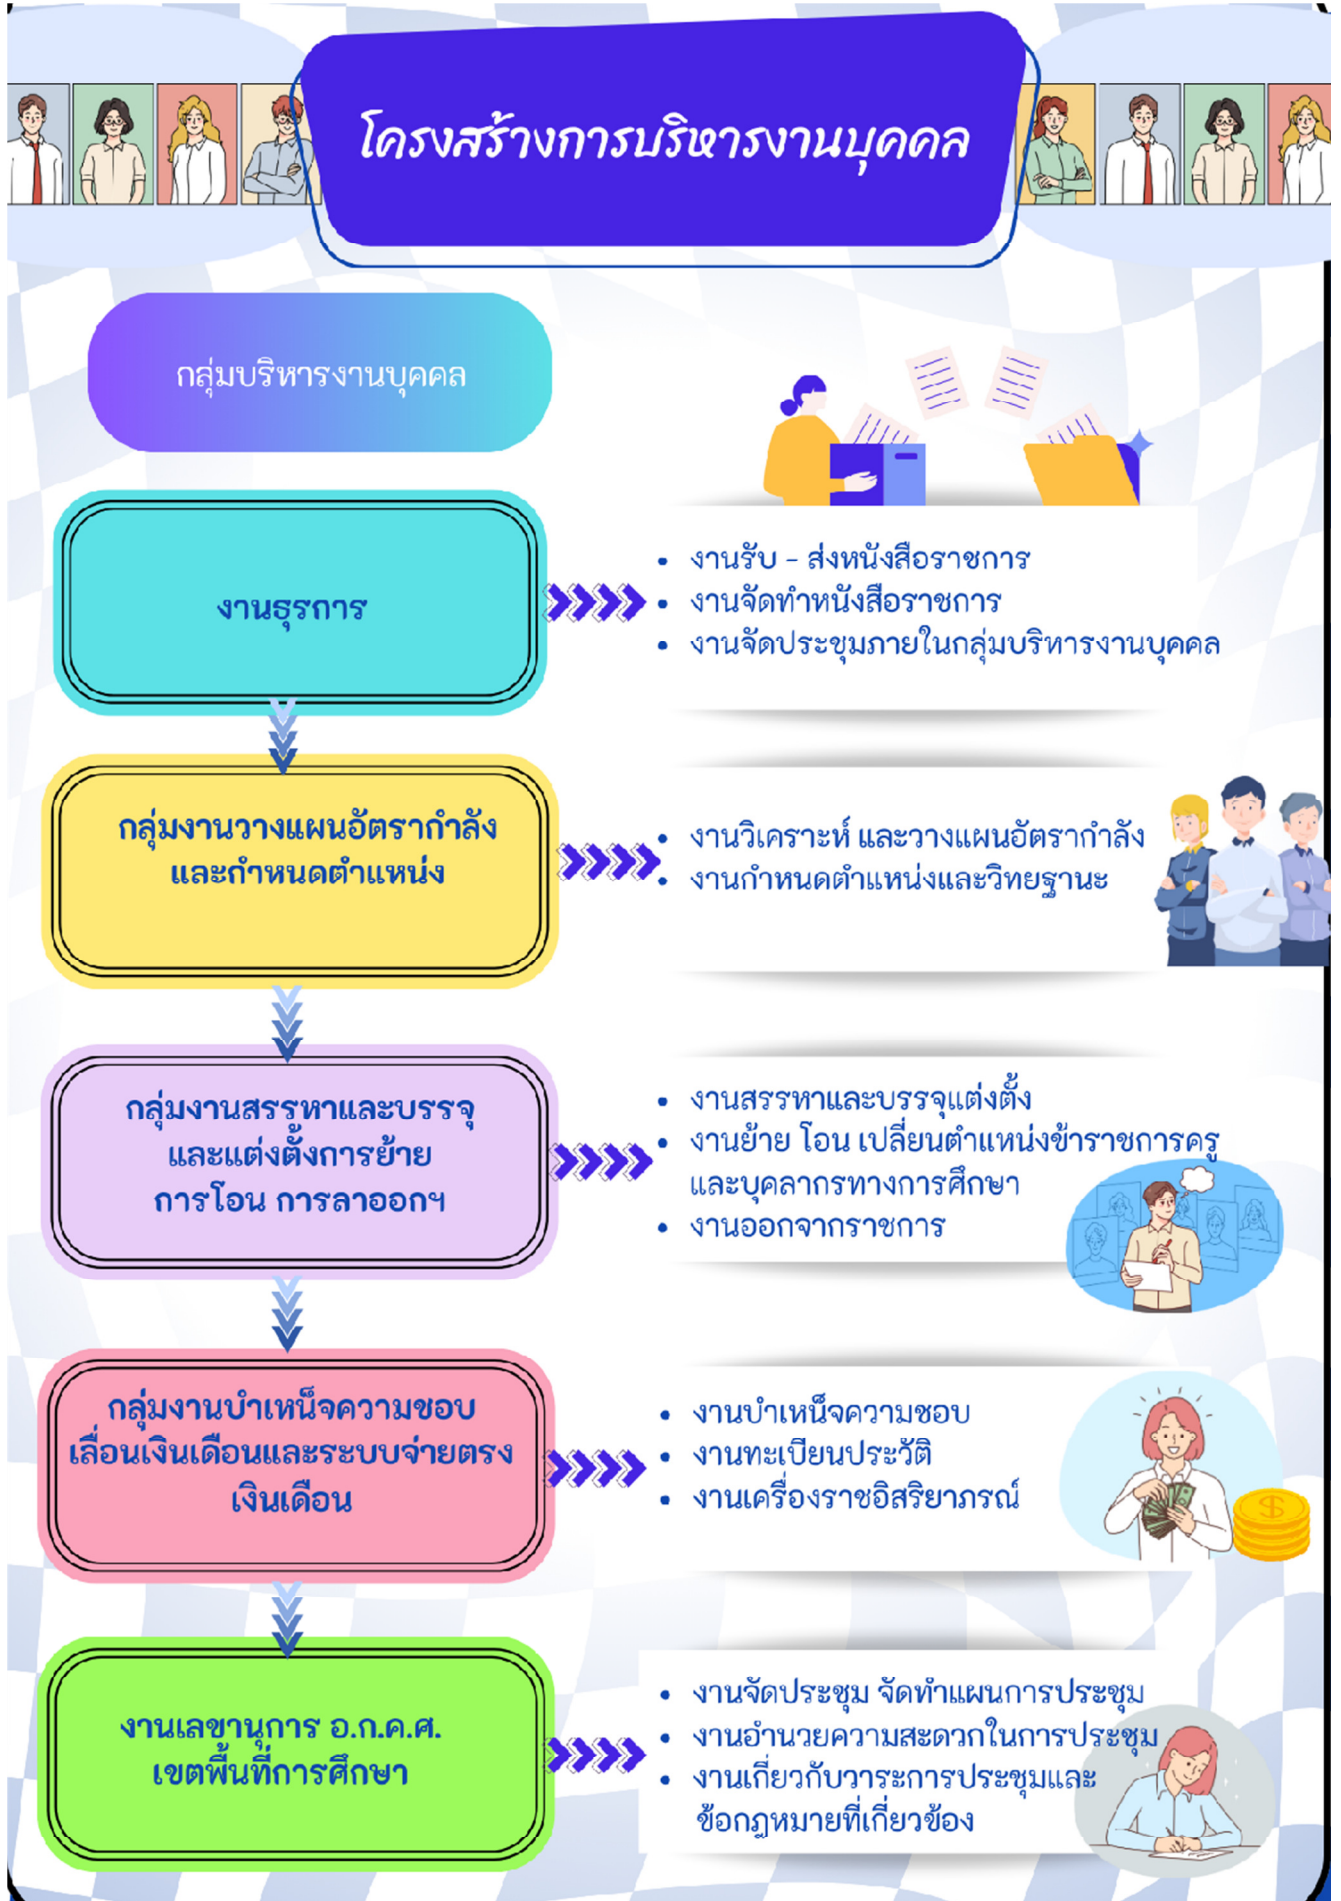 โครงสร้างการบริหารงานบุคคล
กลุ่มบริหารงานบุคคล
งานธุรการ
• งานรับ - ส่งหนังสือราชการ
• งานจัดทำหนังสือราชการ
• งานจัดประชุมภายในกลุ่มบริหารงานบุคคล
กลุ่มงานวางแผนอัตรากำลัง
และกำหนดตำแหน่ง
• งานวิเคราะห์ และวางแผนอัตรากำลัง
• งานกำหนดตำแหน่งและวิทยฐานะ
กลุ่มงานสรรหาและบรรจุ
และแต่งตั้งการย้าย
การโอน การลาออกฯ
• งานสรรหาและบรรจุแต่งตั้ง
• งานย้าย โอน เปลี่ยนตำแหน่งข้าราชการครู
และบุคลากรทางการศึกษา
• งานออกจากราชการ
กลุ่มงานบำเหน็จความชอบ
เลื่อนเงินเดือนและระบบจ่ายตรง
เงินเดือน
• งานบำเหน็จความชอบ
• งานทะเบียนประวัติ
• งานเครื่องราชอิสริยาภรณ์
งานเลขานุการ อ.ก.ค.ศ.
เขตพื้นที่การศึกษา
• งานจัดประชุม จัดทำแผนการประชุม
• งานอำนวยความสะดวกในการประชุม
• งานเกี่ยวกับวาระการประชุมและ
ข้อกฎหมายที่เกี่ยวข้อง